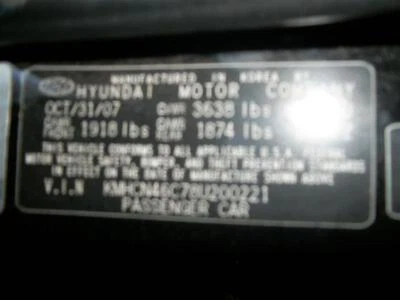 MANUFACTURED IN KOREA BY
HYUNDAI MOTOR COMPANY
OCT/31/07 GVWR 3638 lbs
GAWR FRONT 1918 lbs GAWR 1874 lbs
THIS VEHICLE CONFORMS TO ALL APPLICABLE U.S.A. FEDERAL
MOTOR VEHICLE SAFETY, BUMPER, AND THEFT PREVENTION STANDARDS
IN EFFECT ON THE DATE OF MANUFACTURE SHOWN ABOVE.
V.I.N KMHCN46C78U200221
PASSENGER CAR